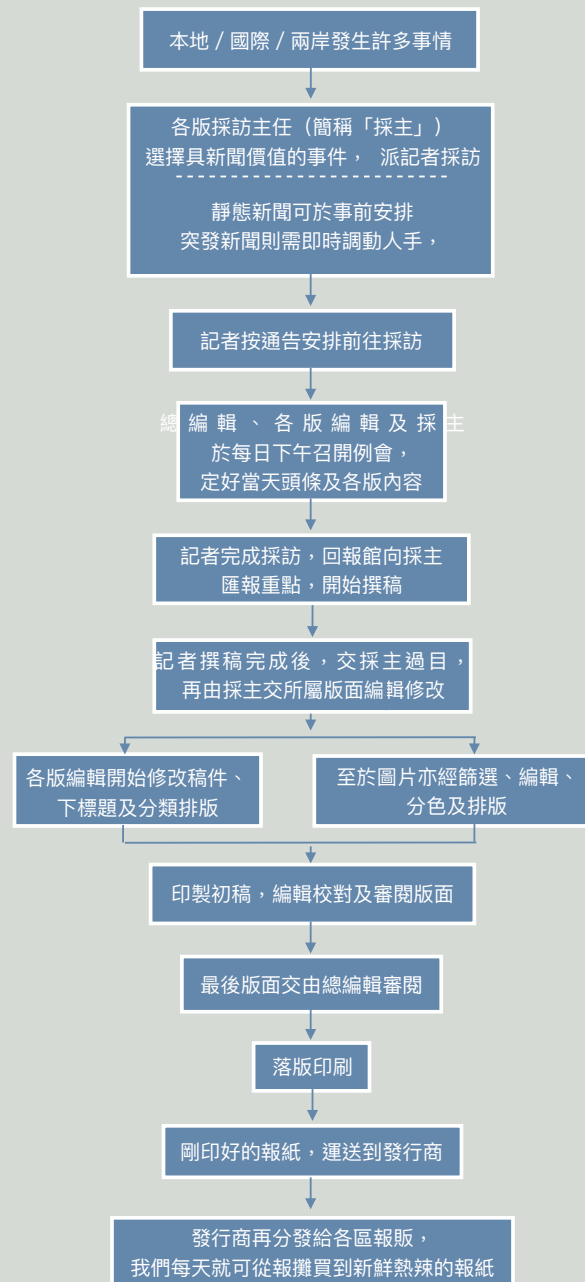 本地 / 國際 / 兩岸發生許多事情
各版採訪主任（簡稱「採主」）
選擇具新聞價值的事件， 派記者採訪
靜態新聞可於事前安排
突發新聞則需即時調動人手，
記者按通告安排前往採訪
總編輯、各版編輯及採主
於每日下午召開例會，
定好當天頭條及各版內容
記者完成採訪，回報館向採主
匯報重點，開始撰稿
記者撰稿完成後，交採主過目，
再由採主交所屬版面編輯修改
各版編輯開始修改稿件、
下標題及分類排版
至於圖片亦經篩選、編輯、
分色及排版
印製初稿，編輯校對及審閱版面
最後版面交由總編輯審閱
落版印刷
剛印好的報紙，運送到發行商
發行商再分發給各區報販，
我們每天就可從報攤買到新鮮熱辣的報紙